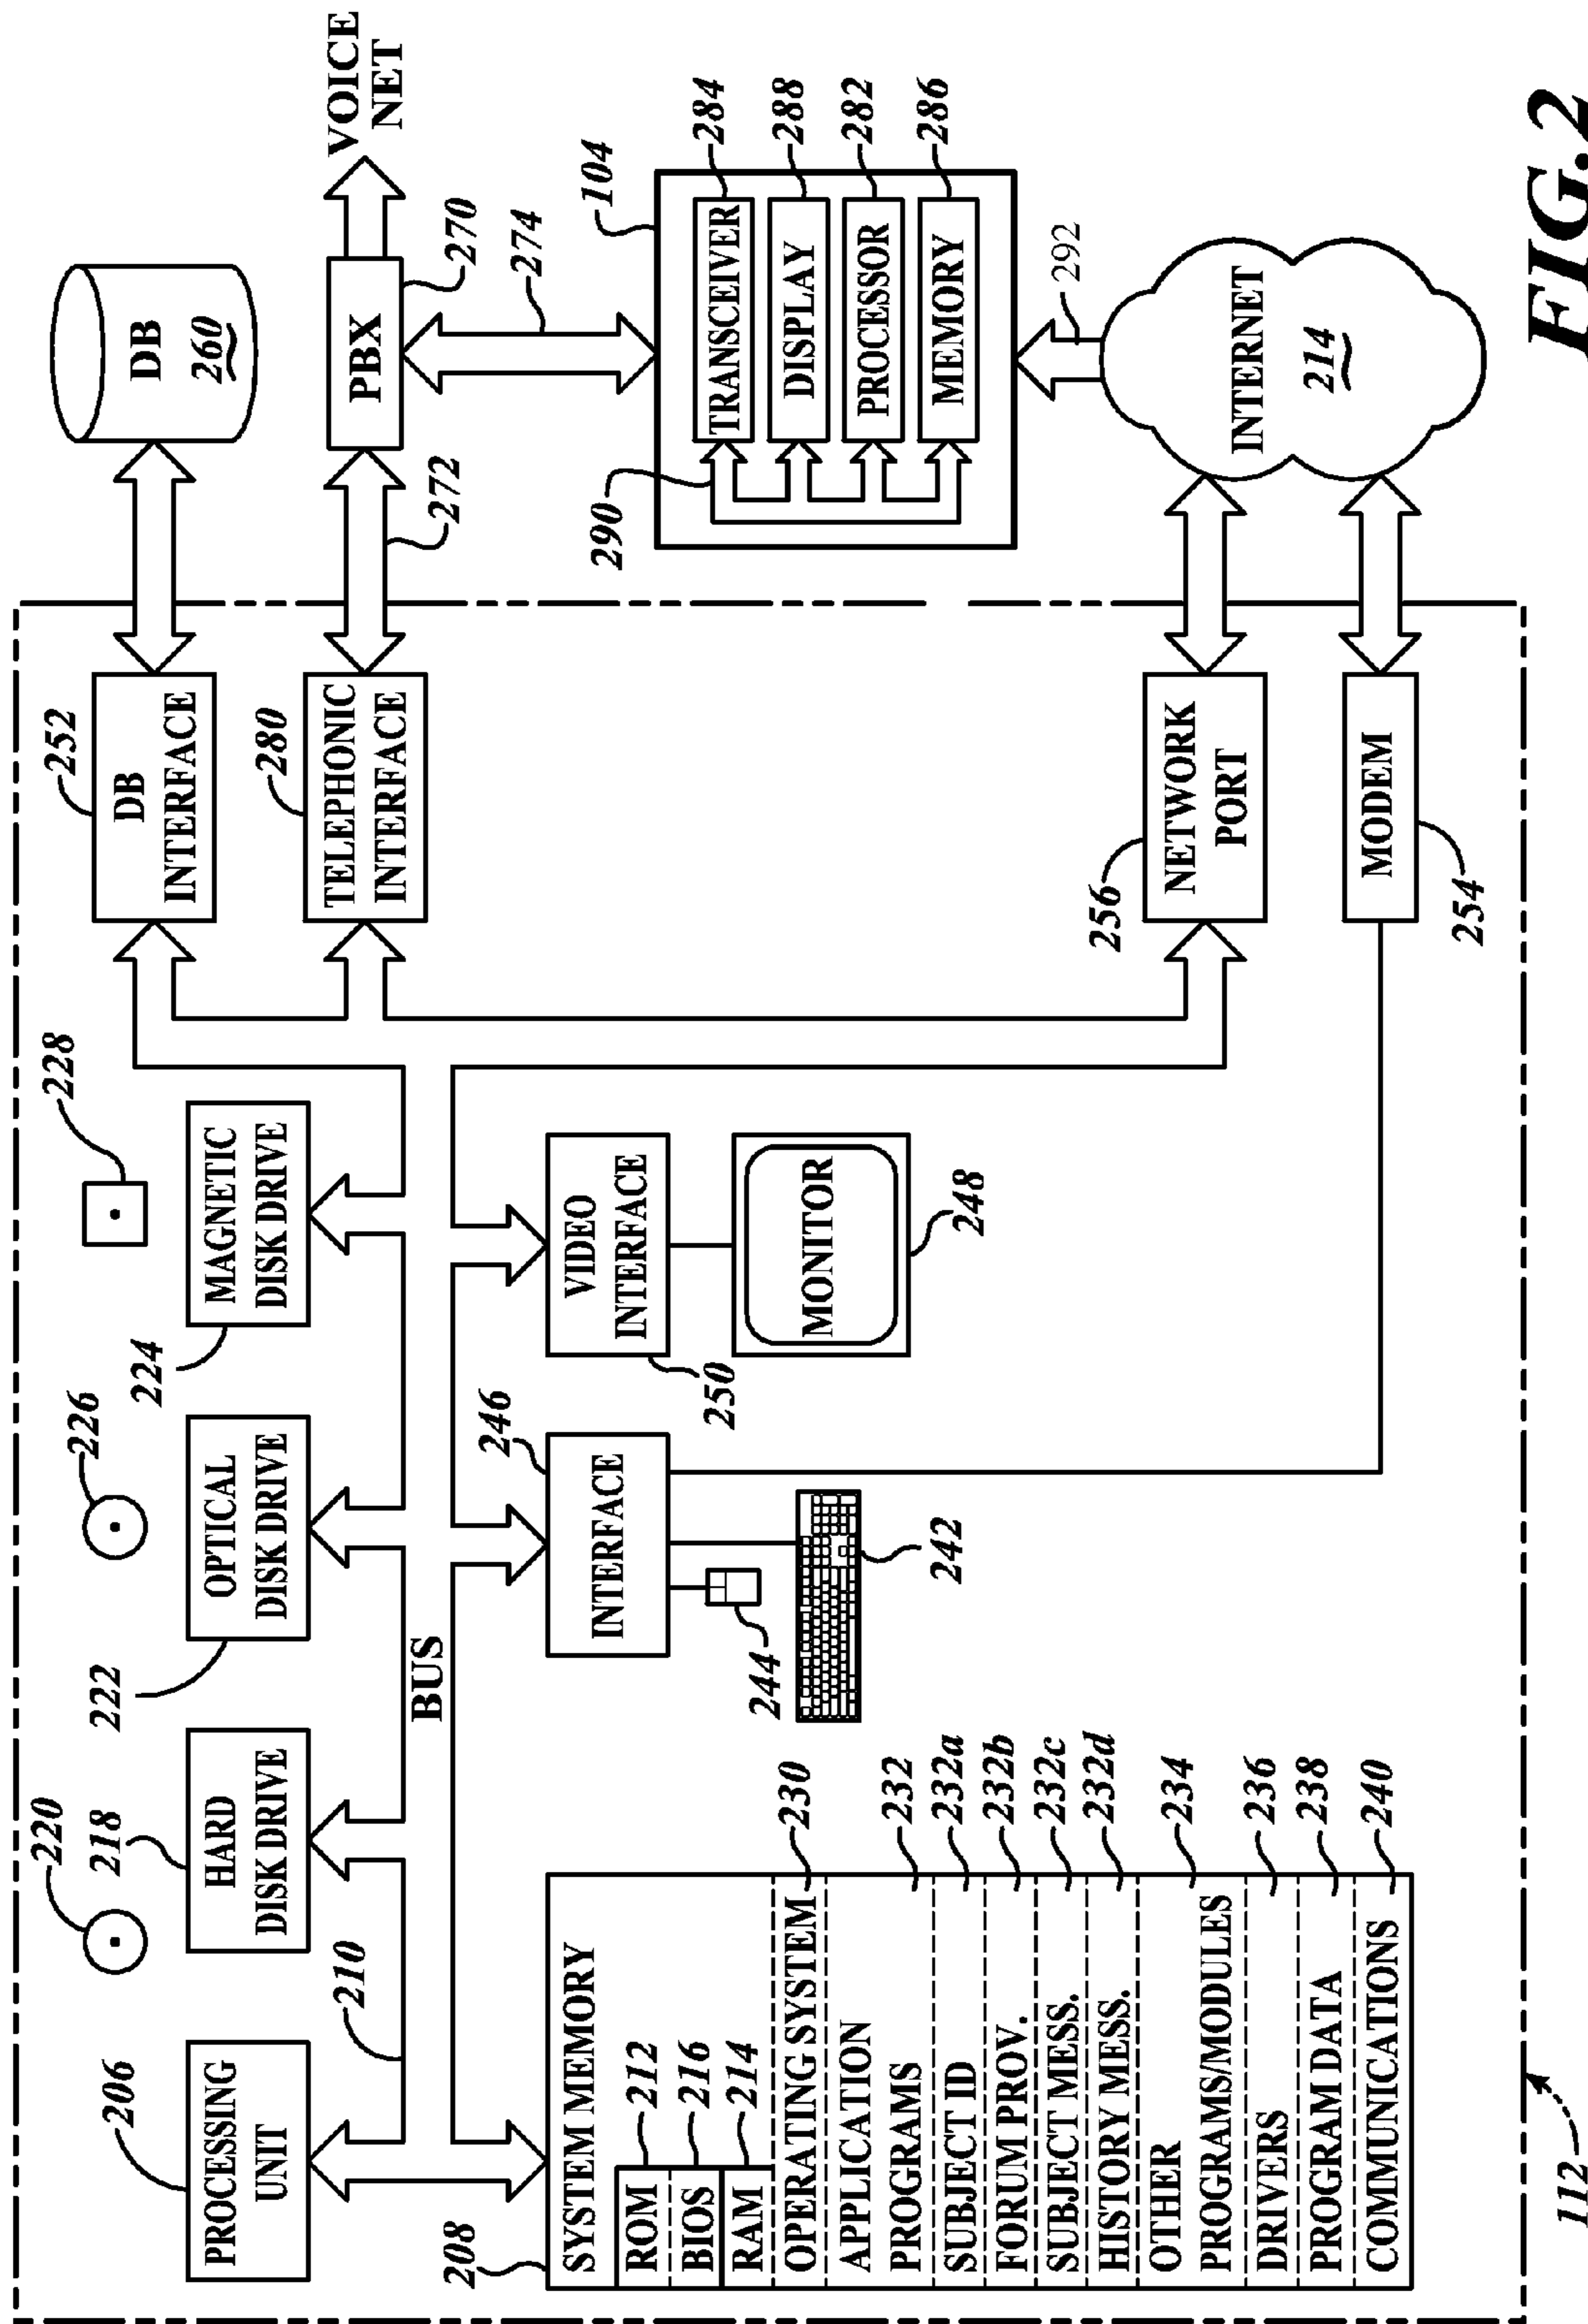 220
226
228
206
218
222
224
252
PROCESSING
UNIT
HARD
DISK DRIVE
OPTICAL
DISK DRIVE
MAGNETIC
DISK DRIVE
DB
INTERFACE
DB
260
210
BUS
280
TELEPHONIC
INTERFACE
272
PBX
270
VOICE
NET
274
208
SYSTEM MEMORY
ROM
212
BIOS
216
RAM
214
OPERATING SYSTEM
230
APPLICATION
PROGRAMS
232
SUBJECT ID
232a
FORUM PROV.
232b
SUBJECT MESS.
232c
HISTORY MESS.
232d
OTHER
PROGRAMS/MODULES
234
DRIVERS
236
PROGRAM DATA
238
COMMUNICATIONS
240
246
INTERFACE
244
242
VIDEO
INTERFACE
250
MONITOR
248
290
104
TRANSCEIVER
284
DISPLAY
288
PROCESSOR
282
MEMORY
286
292
256
NETWORK
PORT
MODEM
254
INTERNET
214
112
FIG.2